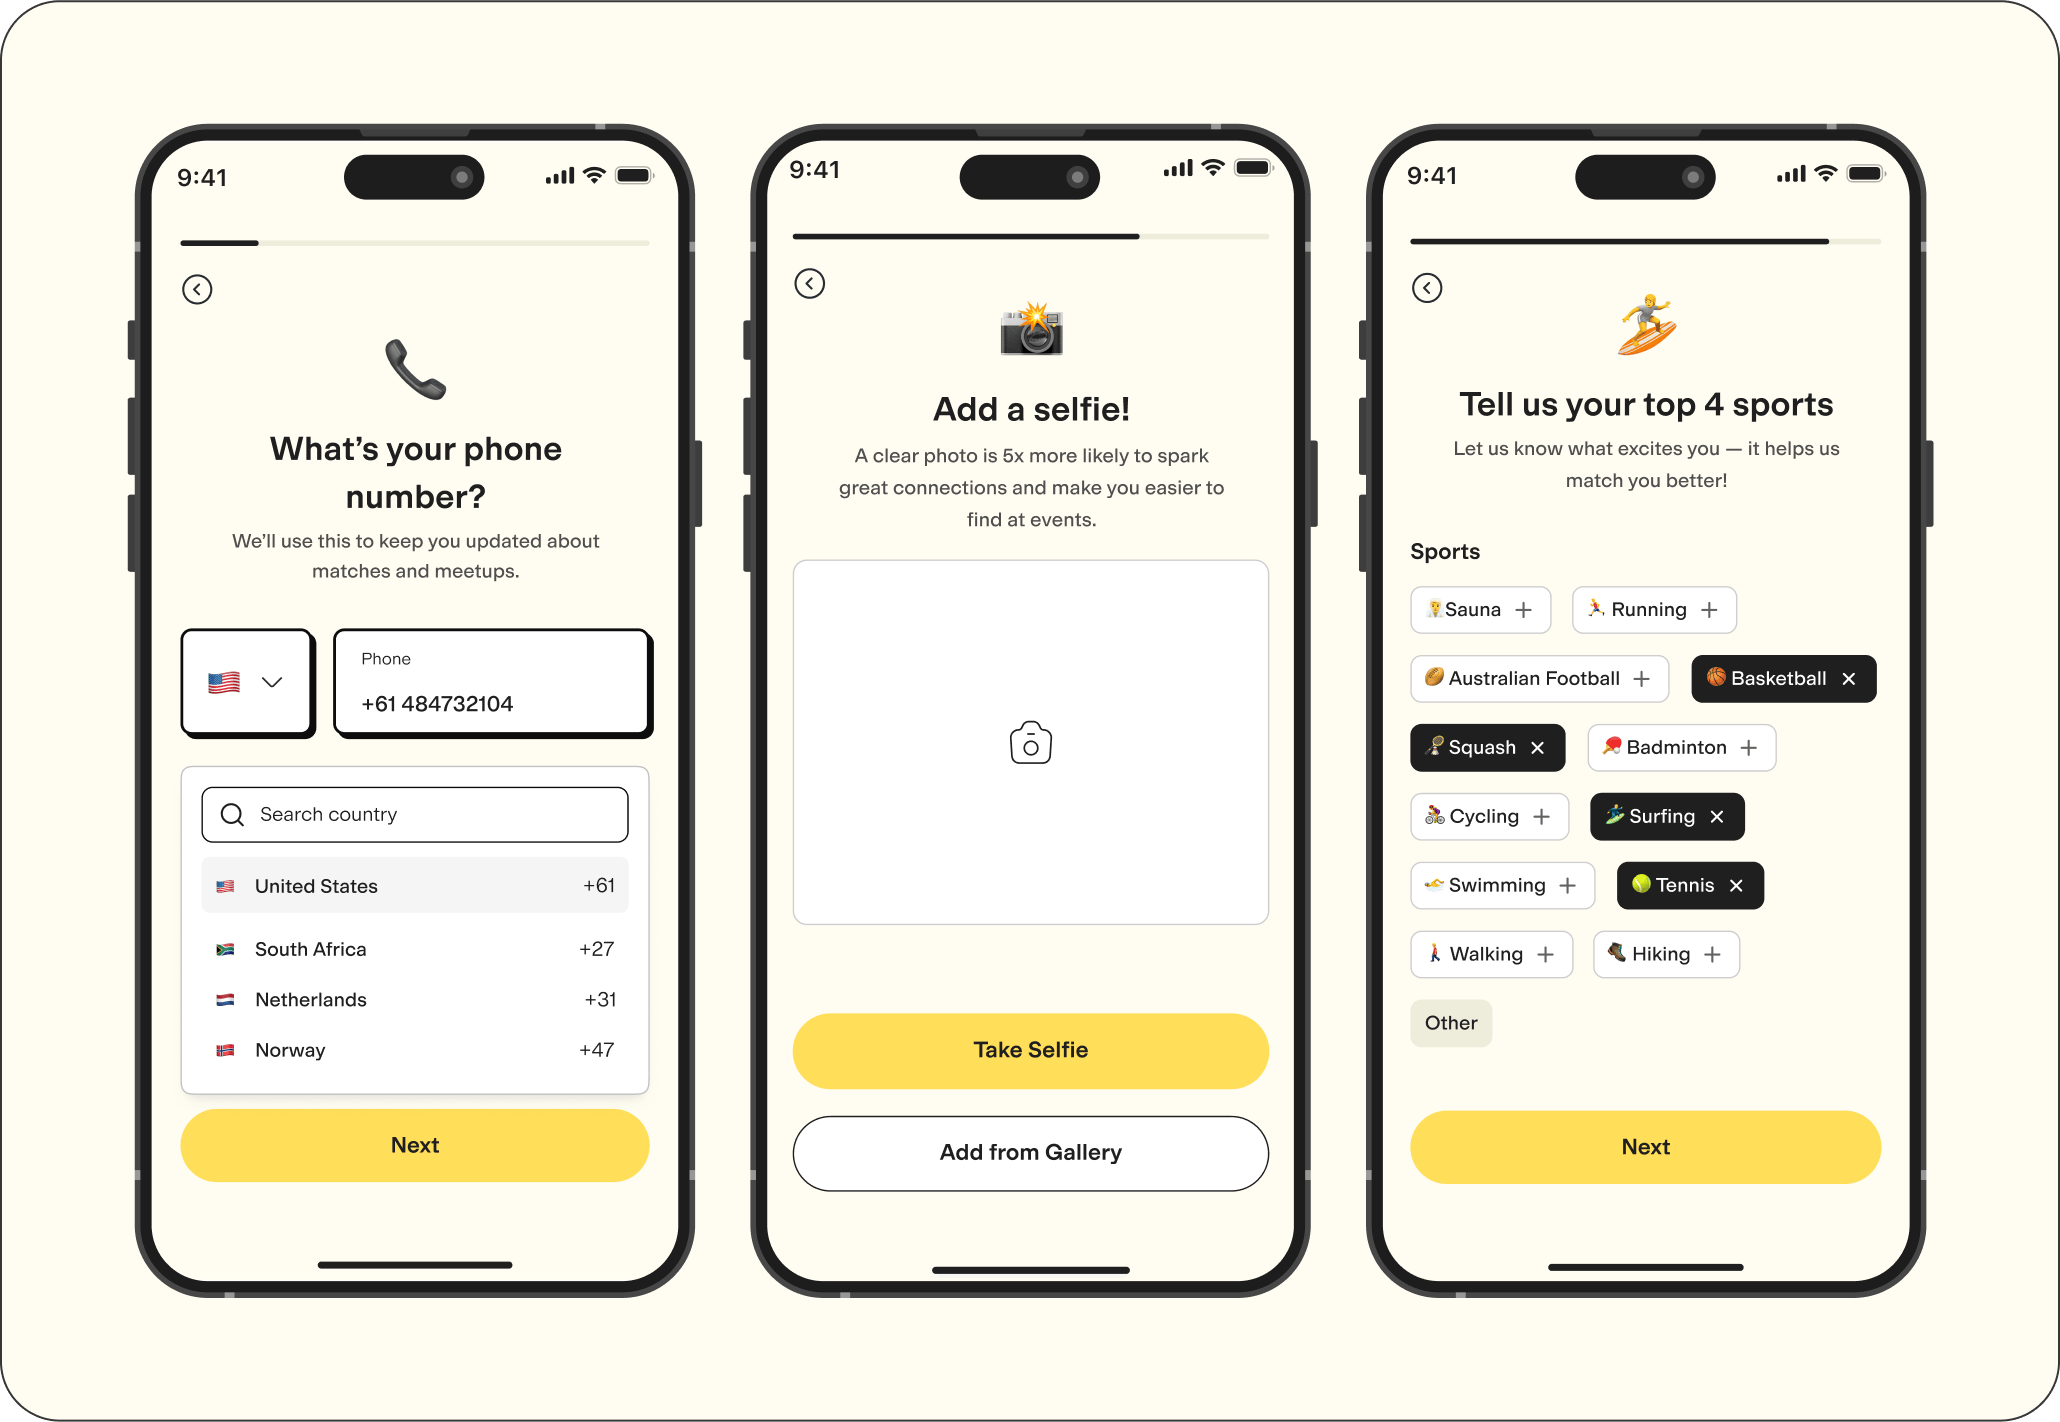 9:41
What's your phone
number?
We'll use this to keep you updated about
matches and meetups.
Phone
+61 484732104
Search country
United States +61
South Africa +27
Netherlands +31
Norway +47
Next
9:41
Add a selfie!
A clear photo is 5x more likely to spark
great connections and make you easier to
find at events.
Take Selfie
Add from Gallery
9:41
Tell us your top 4 sports
Let us know what excites you — it helps us
match you better!
Sports
Sauna Running
Australian Football Basketball
Squash Badminton
Cycling Surfing
Swimming Tennis
Walking Hiking
Other
Next